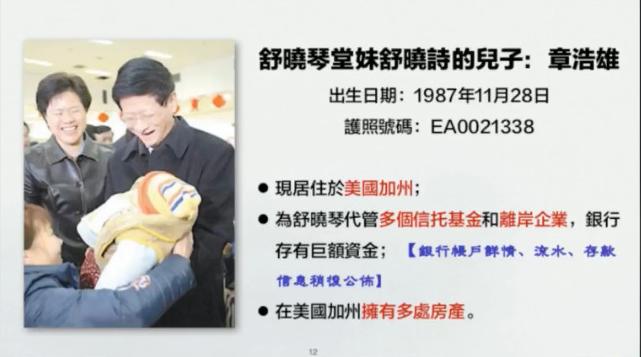 舒曉琴堂妹舒曉詩的兒子：章浩雄
出生日期：1987年11月28日
護照號碼：EA0021338
● 現居住於美國加州；
● 為舒曉琴代管多個信托基金和離岸企業，銀行
存有巨額資金；【銀行帳戶詳情、流水、存款
信息稍後公佈】
● 在美國加州擁有多處房產。
12